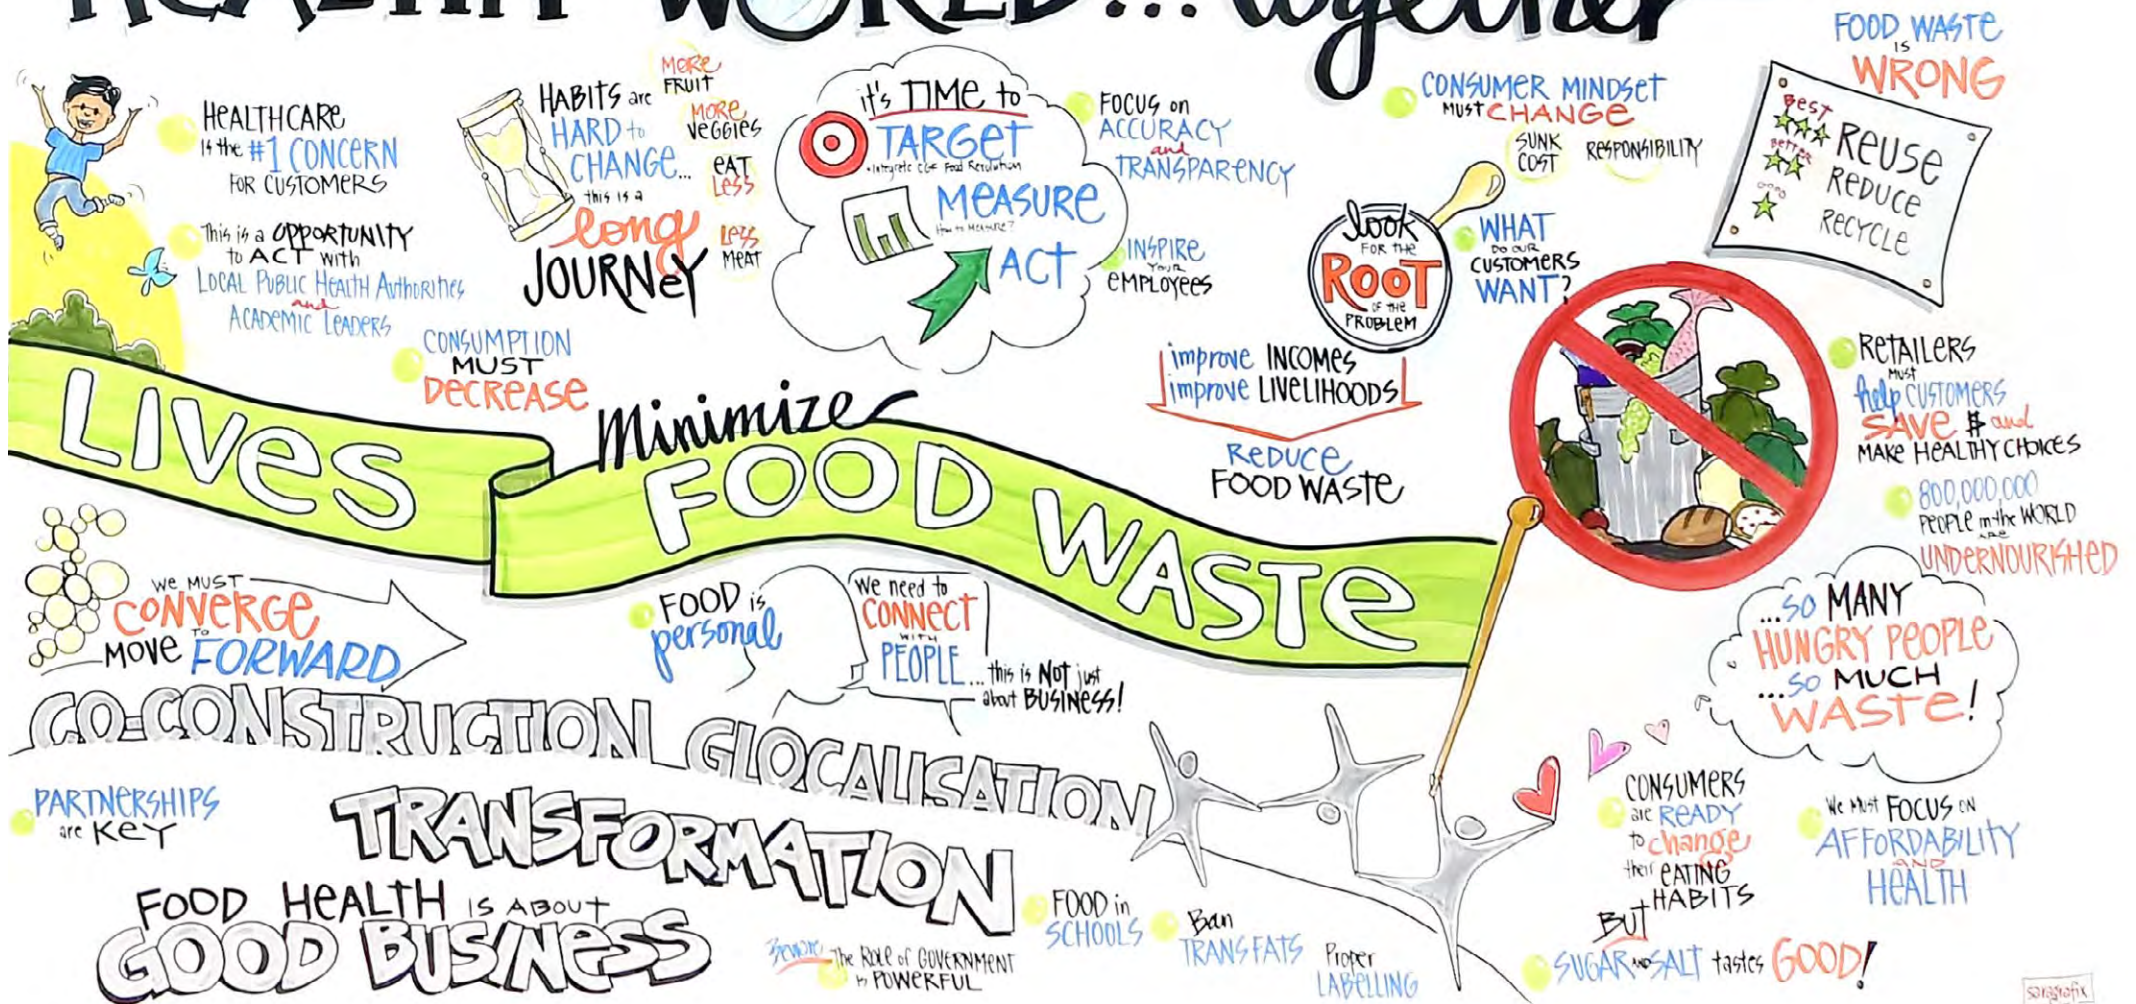 HEALTHY WORLD... together
HEALTHCARE
is the #1 CONCERN
FOR CUSTOMERS
This is a OPPORTUNITY
to ACT with
LOCAL PUBLIC HEALTH AUTHORITIES
and
ACADEMIC LEADERS
CONSUMPTION
MUST
DECREASE
HABITS are
HARD to
CHANGE...
this is a
long
JOURNEY
MORE
FRUIT
MORE
VEGGIES
EAT
LESS
LESS
MEAT
it's TIME to
TARGET
• Integrate CGF Food Resolution
MEASURE
How to Measure?
ACT
FOCUS on
ACCURACY
and
TRANSPARENCY
INSPIRE
YOUR
EMPLOYEES
CONSUMER MINDSET
MUST CHANGE
SUNK
COST
RESPONSIBILITY
look
FOR THE
ROOT
OF THE
PROBLEM
WHAT
DO OUR
CUSTOMERS
WANT?
improve INCOMES
improve LIVELIHOODS
REDUCE
FOOD WASTE
FOOD WASTE
IS
WRONG
BEST
REUSE
BETTER
REDUCE
GOOD
RECYCLE
RETAILERS
MUST
help CUSTOMERS
SAVE $ and
MAKE HEALTHY CHOICES
800,000,000
PEOPLE in the WORLD
ARE
UNDERNOURISHED
...SO MANY
HUNGRY PEOPLE
...SO MUCH
WASTE!
LIVES
Minimize
FOOD WASTE
WE MUST
CONVERGE
TO
MOVE FORWARD
FOOD is
personal
We need to
CONNECT
WITH
PEOPLE
...this is NOT just
about BUSINESS!
CO-CONSTRUCTION GLOCALISATION
PARTNERSHIPS
are KEY
TRANSFORMATION
FOOD HEALTH IS ABOUT
GOOD BUSINESS
Beware The Role of GOVERNMENT
is POWERFUL
FOOD in
SCHOOLS
Ban
TRANS FATS
Proper
LABELLING
CONSUMERS
are READY
to change
their EATING
HABITS
BUT
SUGAR AND SALT tastes GOOD!
We Must FOCUS ON
AFFORDABILITY
AND
HEALTH
saragrafix